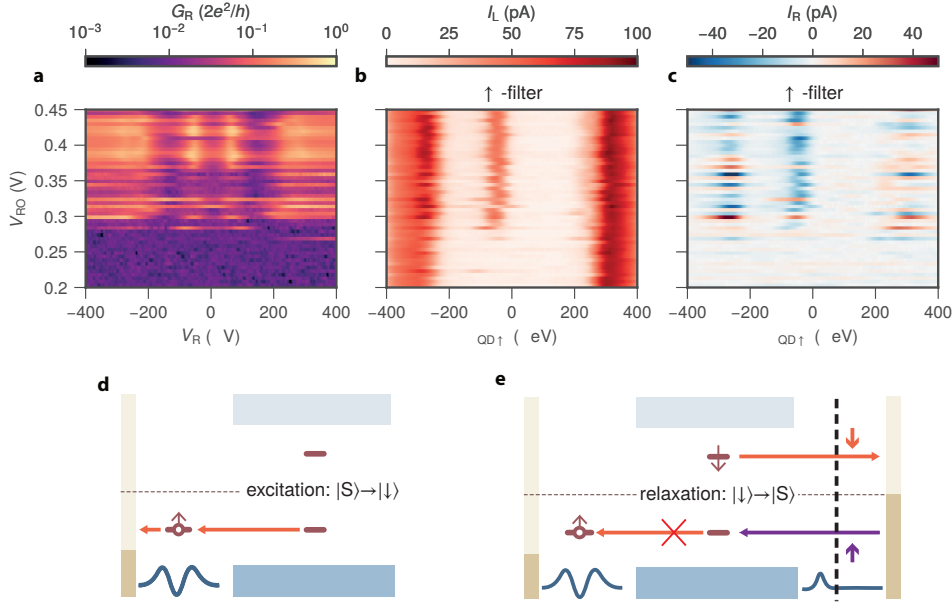 G_R (2e²/h)
10⁻³ 10⁻² 10⁻¹ 10⁰
I_L (pA)
0 25 50 75 100
I_R (pA)
−40 −20 0 20 40
a
b
c
↑ -filter
↑ -filter
V_RO (V)
0.45
0.4
0.35
0.3
0.25
0.2
−400 −200 0 200 400
V_R ( V)
−400 −200 0 200 400
QD↑ ( eV)
−400 −200 0 200 400
QD↑ ( eV)
d
excitation: |S⟩→|↓⟩
e
relaxation: |↓⟩→|S⟩